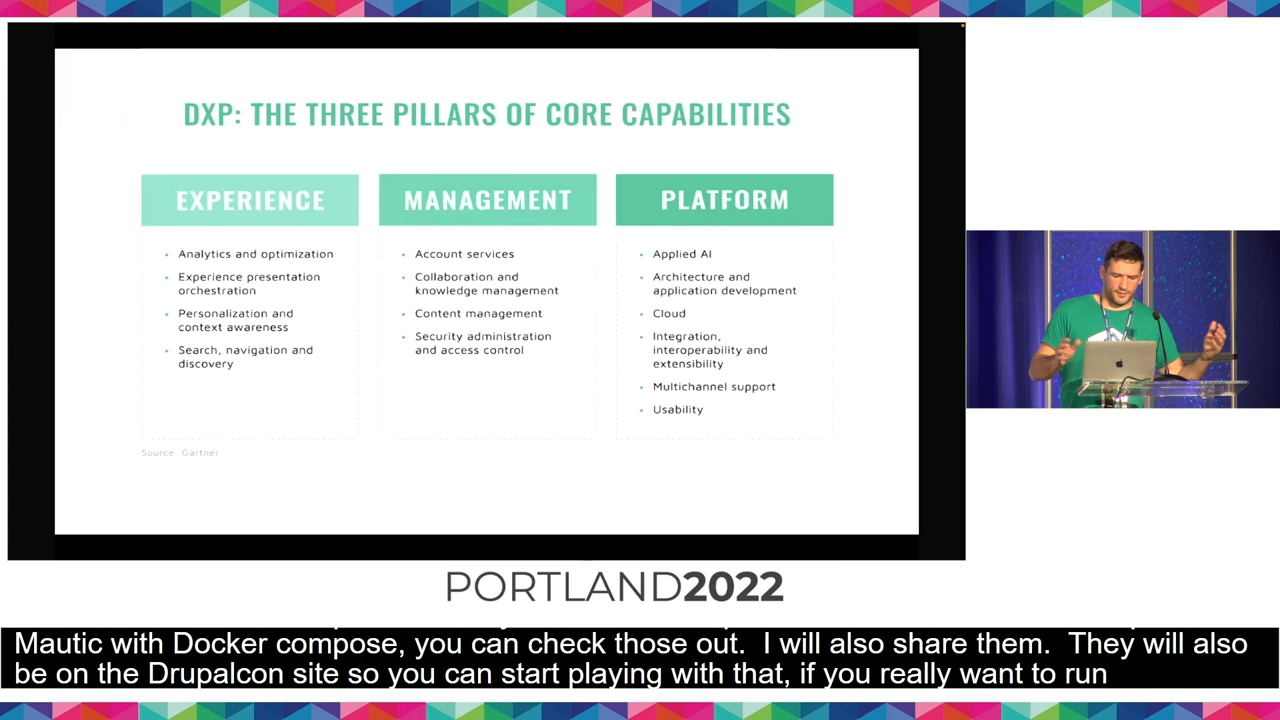 DXP: THE THREE PILLARS OF CORE CAPABILITIES
EXPERIENCE
• Analytics and optimization
• Experience presentation
orchestration
• Personalization and
context awareness
• Search, navigation and
discovery
MANAGEMENT
• Account services
• Collaboration and
knowledge management
• Content management
• Security administration
and access control
PLATFORM
• Applied AI
• Architecture and
application development
• Cloud
• Integration,
interoperability and
extensibility
• Multichannel support
• Usability
Source Gartner
PORTLAND2022
Mautic with Docker compose, you can check those out. I will also share them. They will also
be on the Drupalcon site so you can start playing with that, if you really want to run